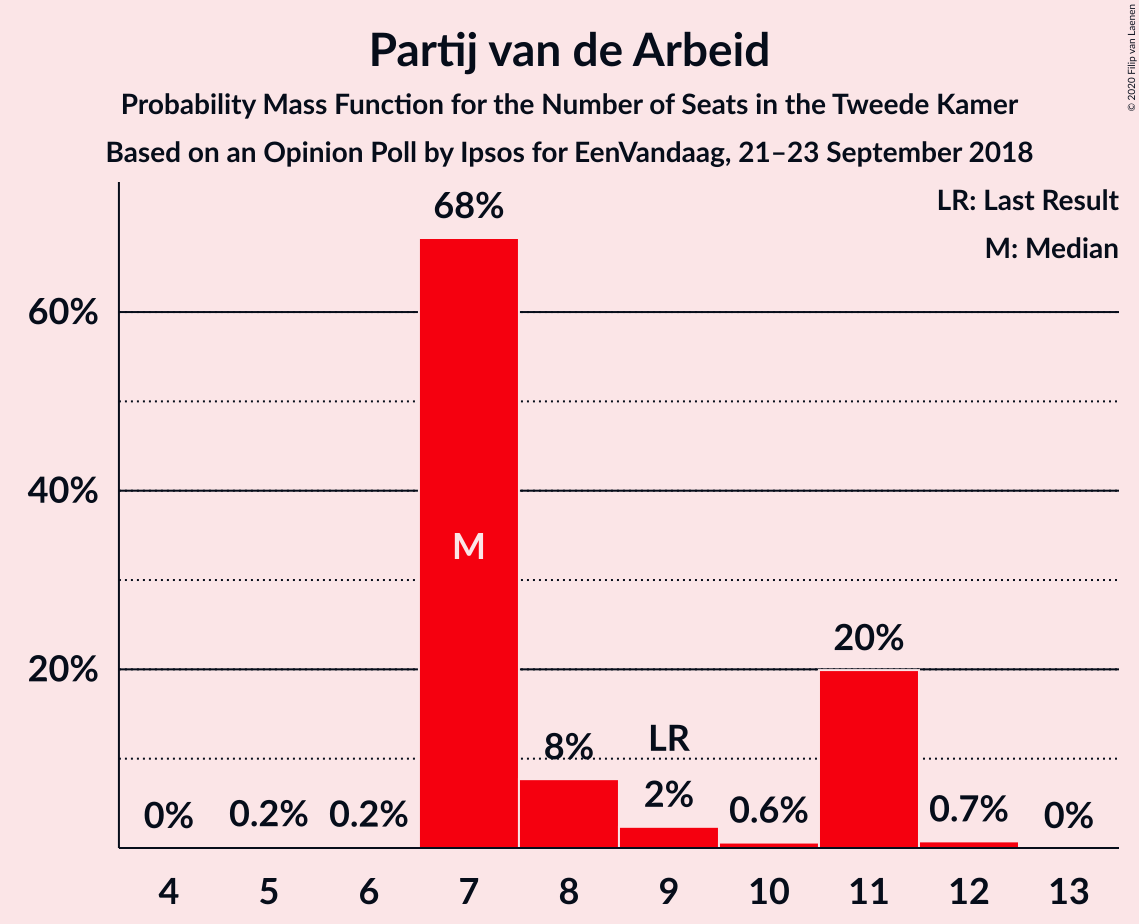 Partij van de Arbeid
Probability Mass Function for the Number of Seats in the Tweede Kamer
Based on an Opinion Poll by Ipsos for EenVandaag, 21–23 September 2018
© 2020 Filip van Laenen
LR: Last Result
M: Median
68%
60%
40%
M
20%
20%
LR
8%
2%
0%
0.2%
0.2%
0.6%
0.7%
0%
4 5 6 7 8 9 10 11 12 13